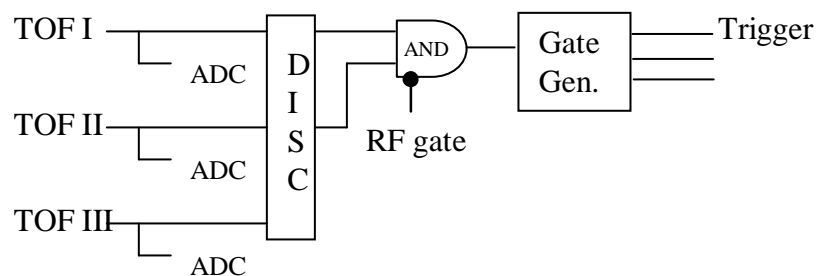 TOF I
ADC
TOF II
ADC
TOF III
ADC
D
I
S
C
AND
RF gate
Gate
Gen.
Trigger